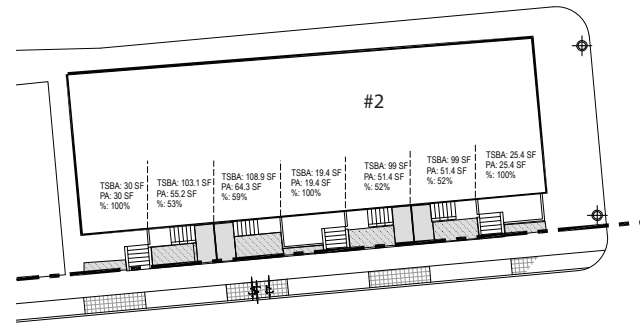 #2
TSBA: 30 SF
PA: 30 SF
%: 100%
TSBA: 103.1 SF
PA: 55.2 SF
%: 53%
TSBA: 108.9 SF
PA: 64.3 SF
%: 59%
TSBA: 19.4 SF
PA: 19.4 SF
%: 100%
TSBA: 99 SF
PA: 51.4 SF
%: 52%
TSBA: 99 SF
PA: 51.4 SF
%: 52%
TSBA: 25.4 SF
PA: 25.4 SF
%: 100%